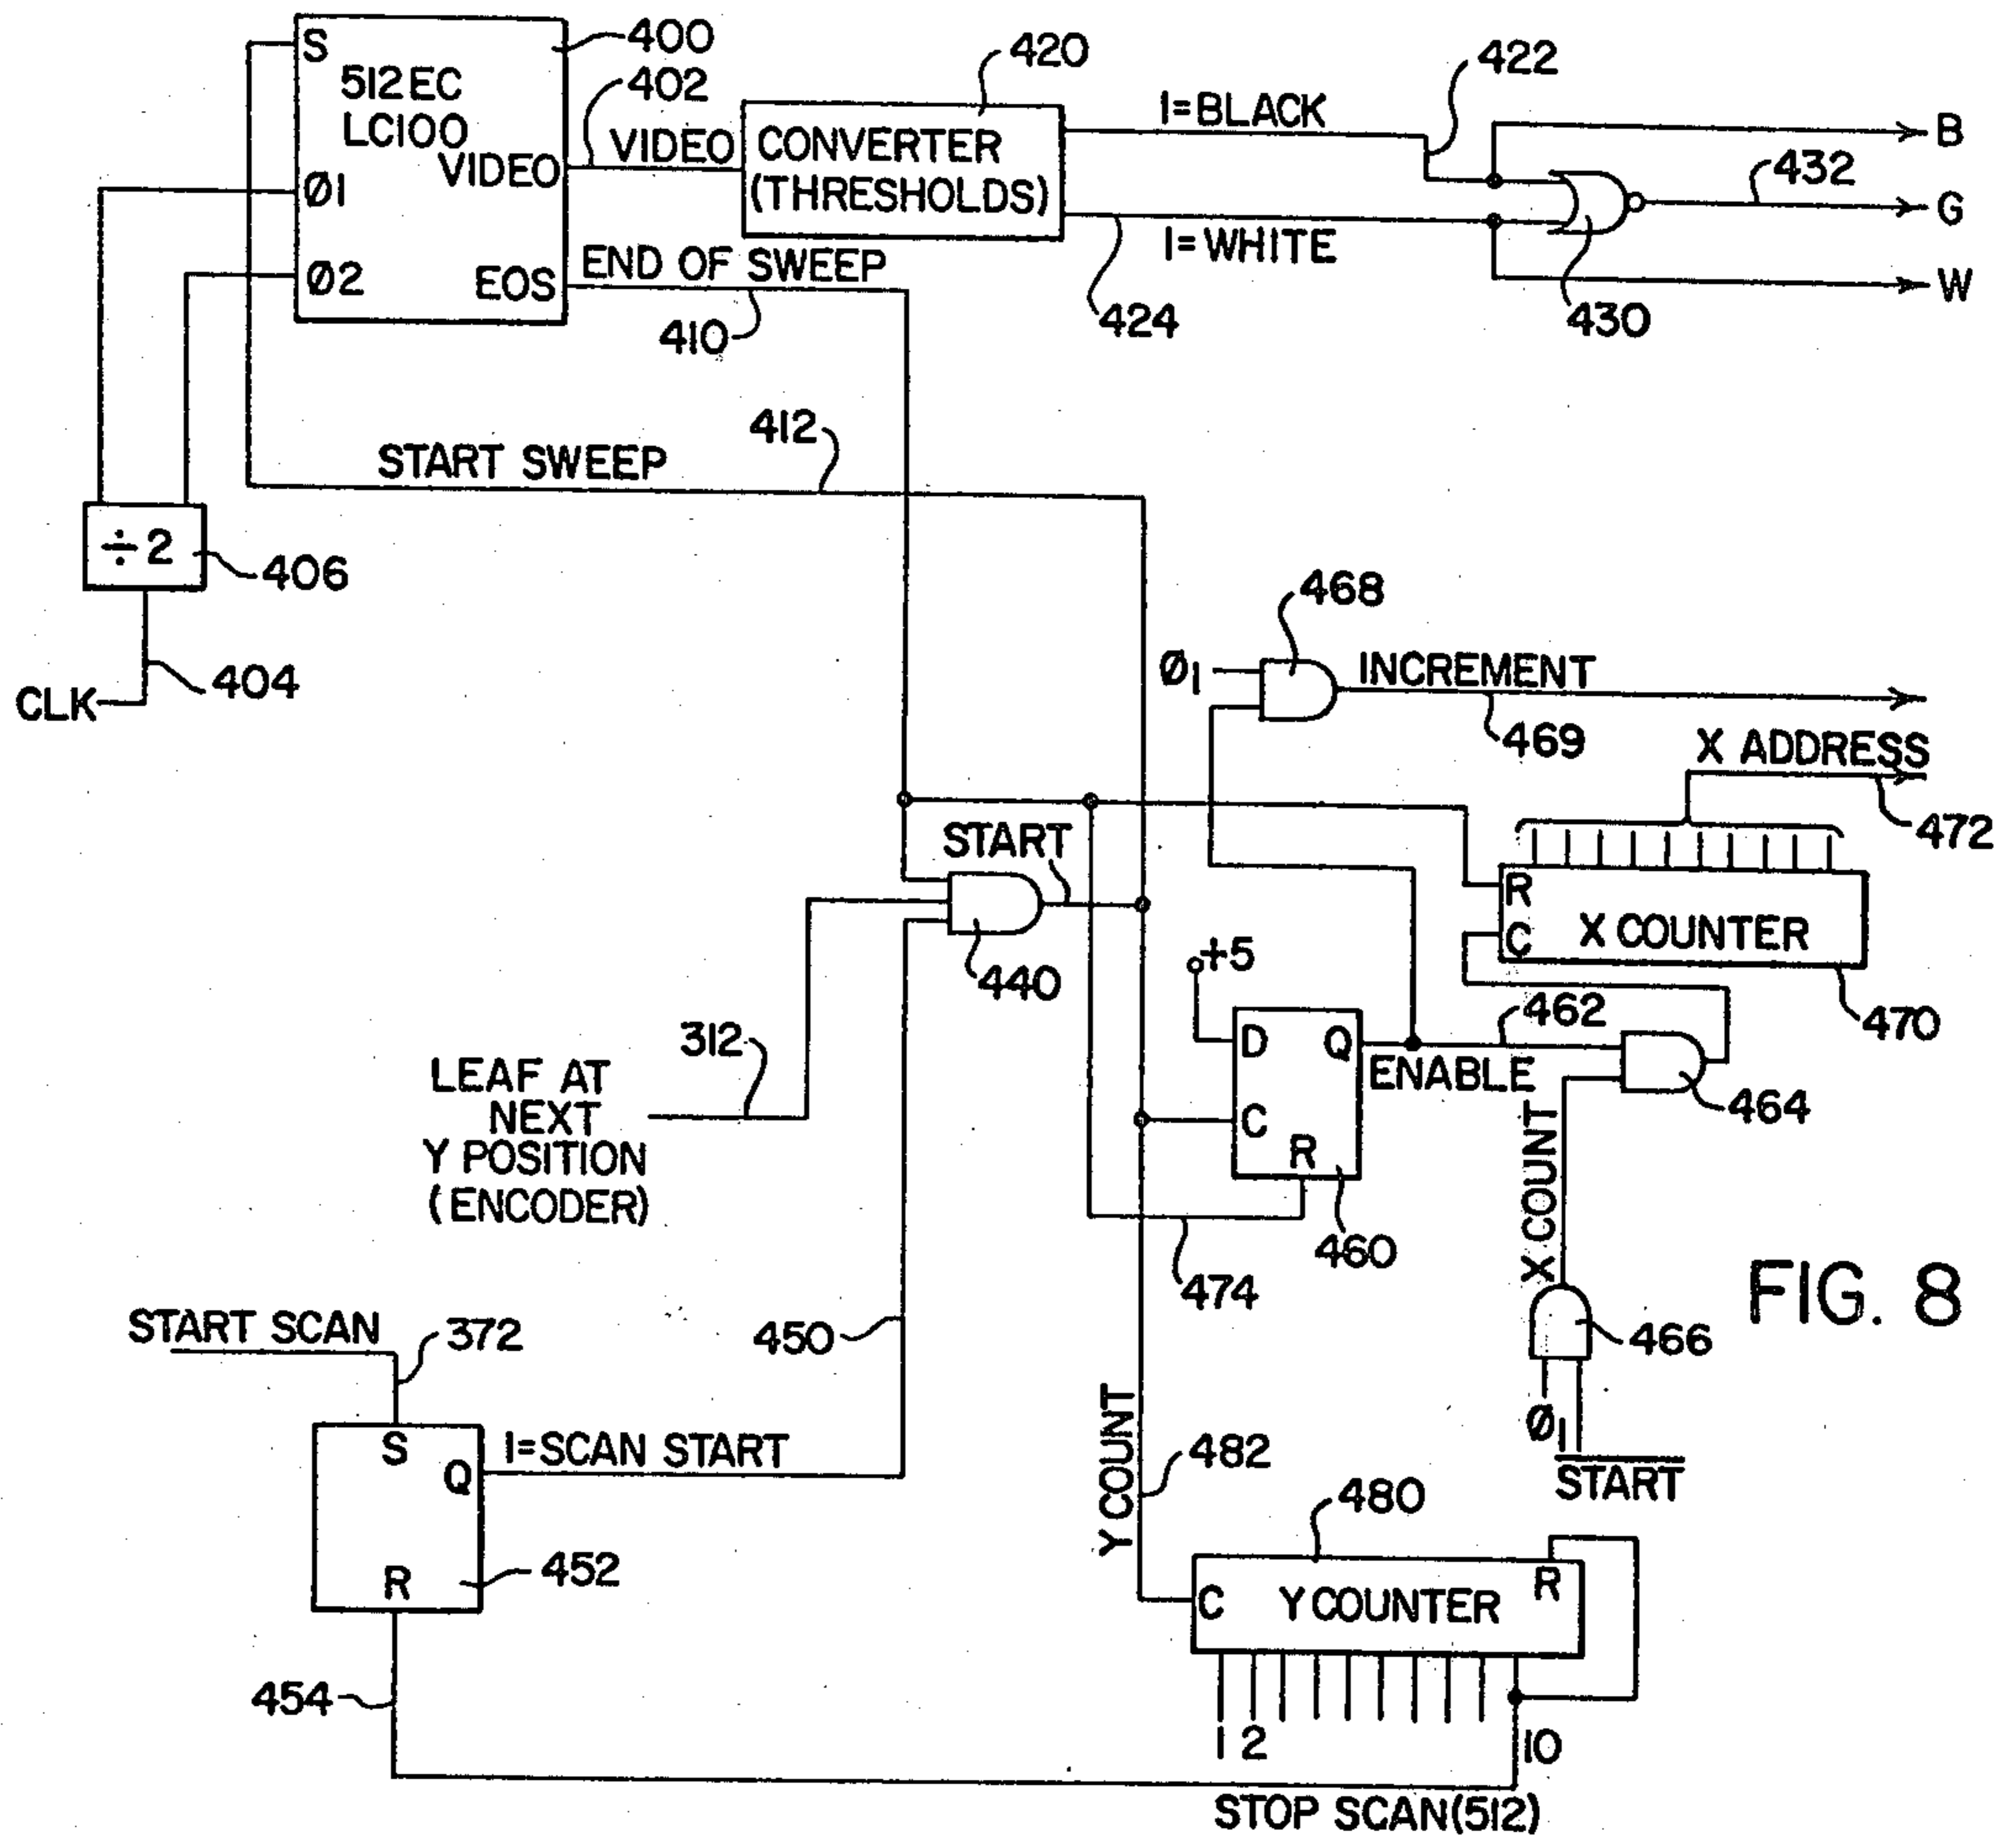 S
512EC
LC100
VIDEO
Ø1
Ø2
EOS
400
402
VIDEO
420
CONVERTER
(THRESHOLDS)
1=BLACK
422
B
432
G
1=WHITE
424
430
W
END OF SWEEP
410
412
START SWEEP
÷2
406
404
CLK
468
Ø1
INCREMENT
469
X ADDRESS
472
START
R
C
X COUNTER
470
440
+5
312
LEAF AT
NEXT
Y POSITION
(ENCODER)
D
Q
C
R
462
ENABLE
464
460
474
X COUNT
FIG. 8
START SCAN
372
450
466
Ø1
START
S
Q
1=SCAN START
R
452
Y COUNT
482
480
C
Y COUNTER
R
454
1 2
10
STOP SCAN(512)